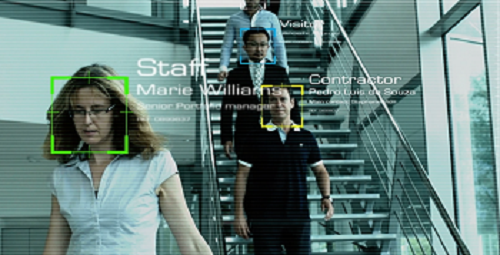 Visitor
Staff
Marie Williams
Senior Portfolio manager
Contractor
Pedro Luis de Souza